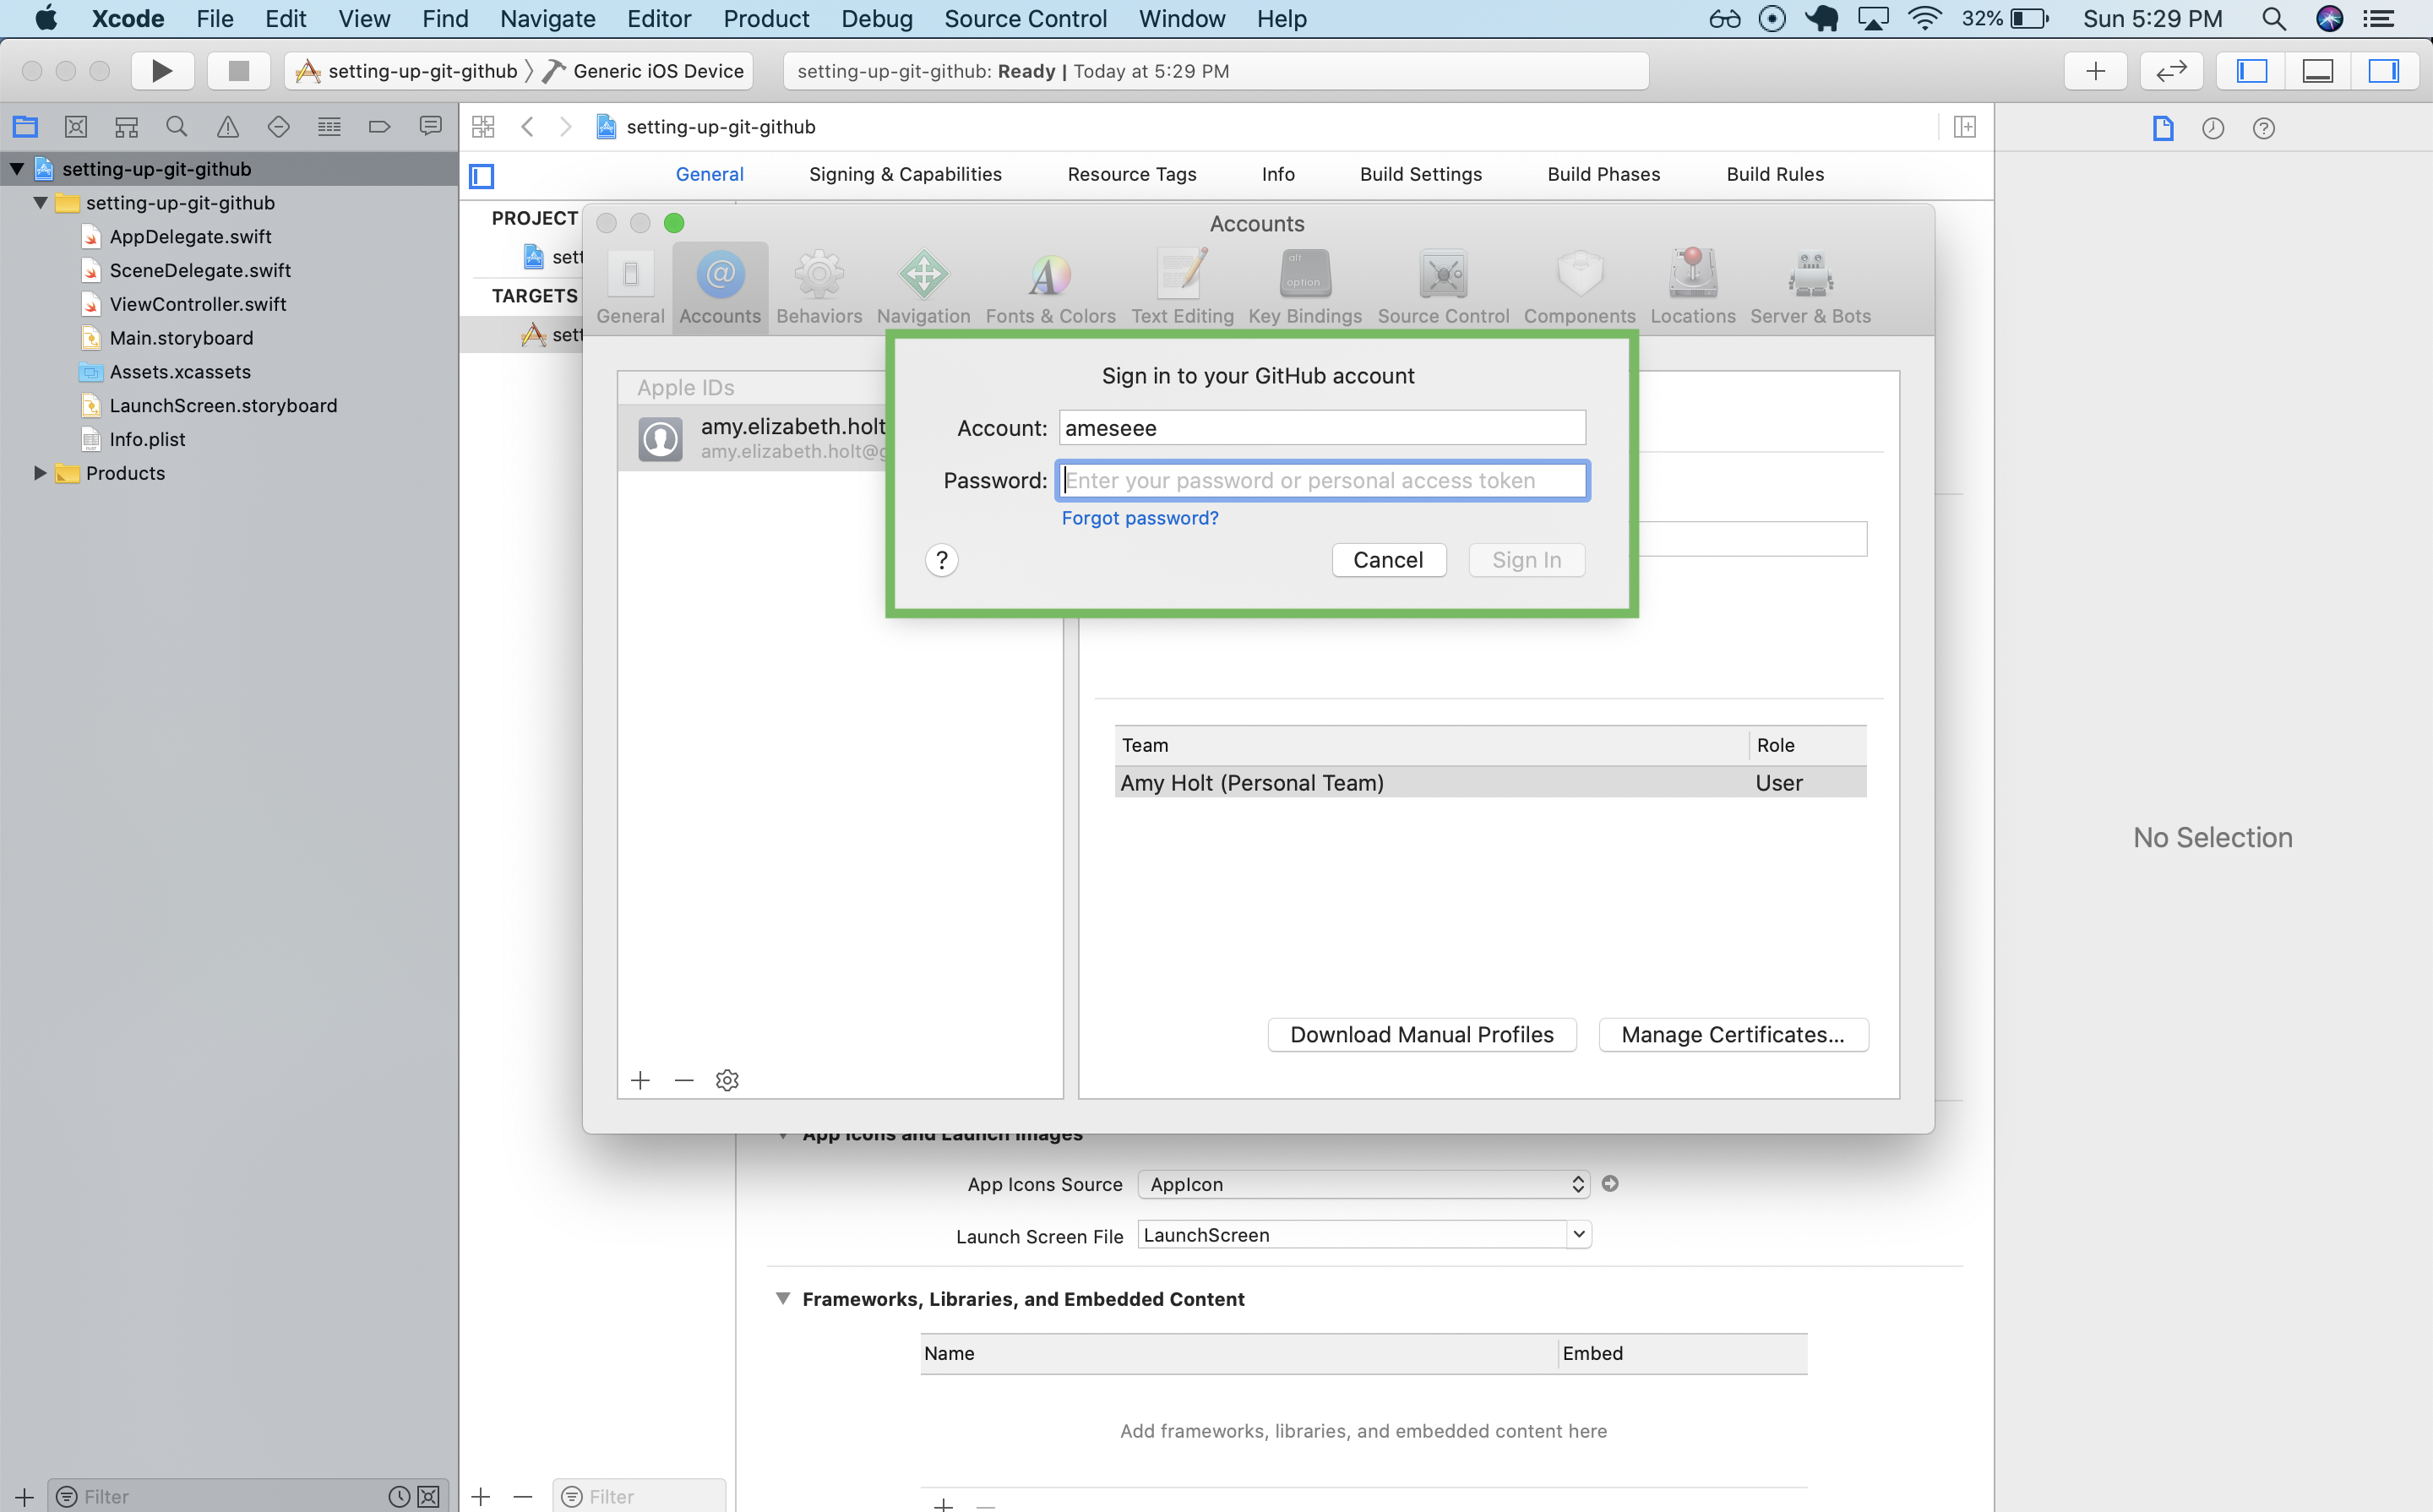 Xcode File Edit View Find Navigate Editor Product Debug Source Control Window Help 32% Sun 5:29 PM
setting-up-git-github Generic iOS Device setting-up-git-github: Ready | Today at 5:29 PM
setting-up-git-github
setting-up-git-github
General Signing & Capabilities Resource Tags Info Build Settings Build Phases Build Rules
setting-up-git-github
AppDelegate.swift
SceneDelegate.swift
ViewController.swift
Main.storyboard
Assets.xcassets
LaunchScreen.storyboard
Info.plist
Products
PROJECT
sett
TARGETS
sett
Accounts
alt
option
General Accounts Behaviors Navigation Fonts & Colors Text Editing Key Bindings Source Control Components Locations Server & Bots
Apple IDs
amy.elizabeth.holt
amy.elizabeth.holt@g
Sign in to your GitHub account
Account: ameseee
Password: Enter your password or personal access token
Forgot password?
? Cancel Sign In
Team Role
Amy Holt (Personal Team) User
Download Manual Profiles Manage Certificates...
No Selection
App Icons and Launch Images
App Icons Source AppIcon
Launch Screen File LaunchScreen
Frameworks, Libraries, and Embedded Content
Name Embed
Add frameworks, libraries, and embedded content here
Filter Filter